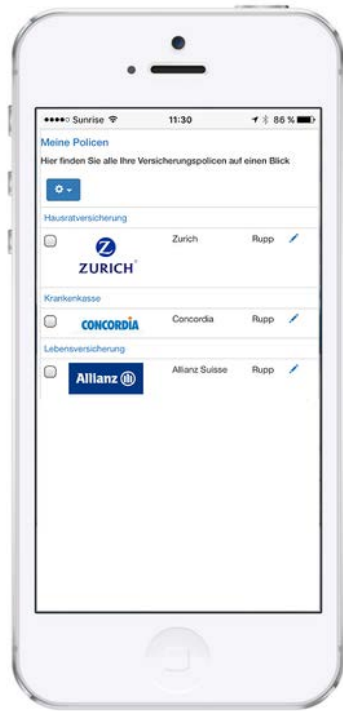 Sunrise 11:30 86 %
Meine Policen
Hier finden Sie alle Ihre Versicherungspolicen auf einen Blick
Hausratversicherung
ZURICH Zurich Rupp
Krankenkasse
CONCORDIA Concordia Rupp
Lebensversicherung
Allianz Allianz Suisse Rupp